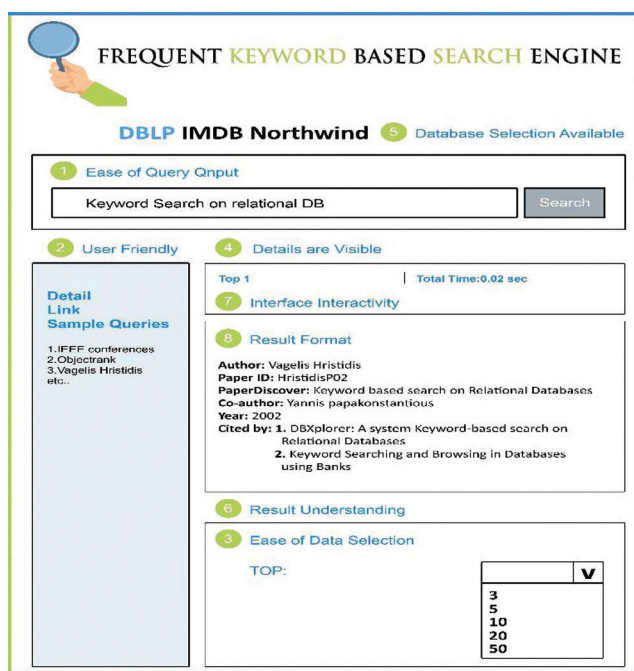 FREQUENT KEYWORD BASED SEARCH ENGINE
DBLP IMDB Northwind 5 Database Selection Available
1 Ease of Query Qnput
Keyword Search on relational DB Search
2 User Friendly
Detail
Link
Sample Queries
1.IFFF conferences
2.Objectrank
3.Vagelis Hristidis
etc..
4 Details are Visible
Top 1 | Total Time:0.02 sec
7 Interface Interactivity
8 Result Format
Author: Vagelis Hristidis
Paper ID: HristidisP02
PaperDiscover: Keyword based search on Relational Databases
Co-author: Yannis papakonstantious
Year: 2002
Cited by: 1. DBXplorer: A system Keyword-based search on
Relational Databases
2. Keyword Searching and Browsing in Databases
using Banks
6 Result Understanding
3 Ease of Data Selection
TOP: V
3
5
10
20
50